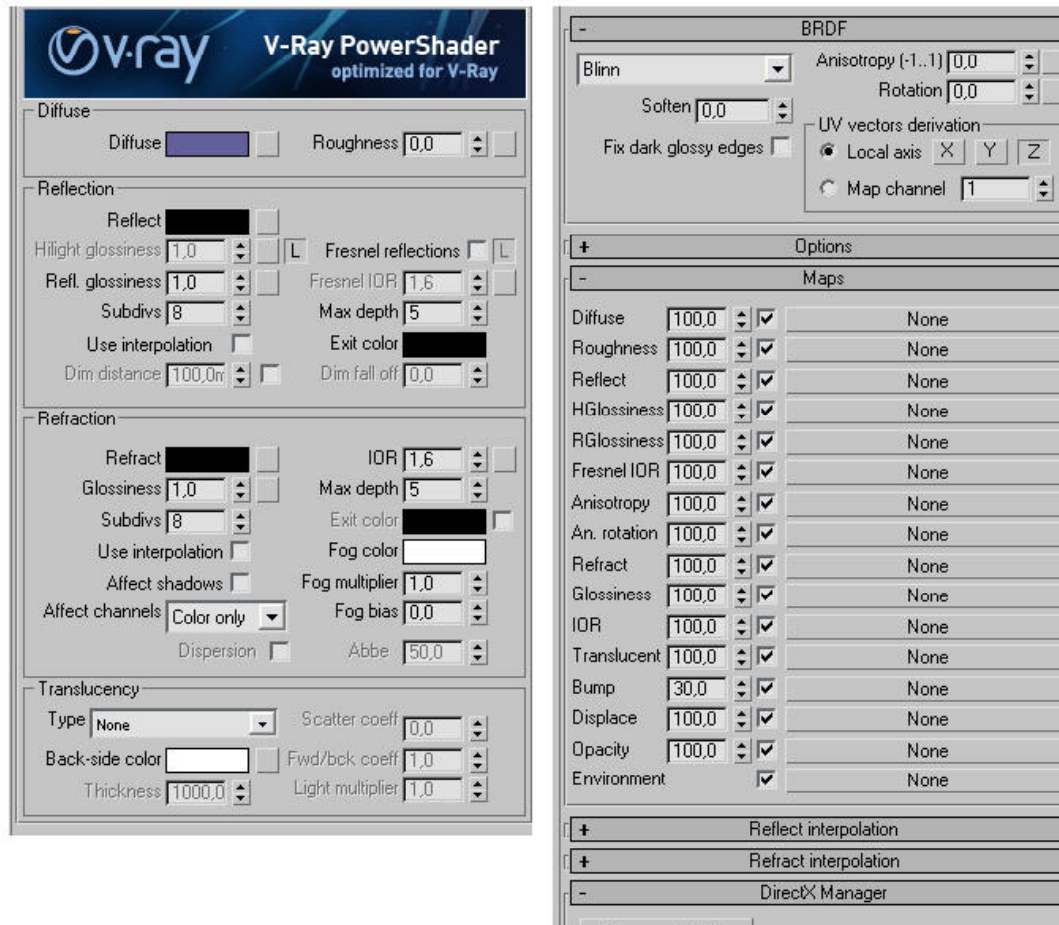 v·ray V-Ray PowerShader
optimized for V-Ray
Diffuse
Diffuse Roughness 0,0
Reflection
Reflect
Hilight glossiness 1,0 L Fresnel reflections L
Refl. glossiness 1,0 Fresnel IOR 1,6
Subdivs 8 Max depth 5
Use interpolation Exit color
Dim distance 100,0m Dim fall off 0,0
Refraction
Refract IOR 1,6
Glossiness 1,0 Max depth 5
Subdivs 8 Exit color
Use interpolation Fog color
Affect shadows Fog multiplier 1,0
Affect channels Color only Fog bias 0,0
Dispersion Abbe 50,0
Translucency
Type None Scatter coeff 0,0
Back-side color Fwd/bck coeff 1,0
Thickness 1000,0 Light multiplier 1,0
- BRDF
Blinn Anisotropy (-1..1) 0,0
Rotation 0,0
Soften 0,0
UV vectors derivation
Fix dark glossy edges Local axis X Y Z
Map channel 1
+ Options
- Maps
Diffuse 100,0 None
Roughness 100,0 None
Reflect 100,0 None
HGlossiness 100,0 None
RGlossiness 100,0 None
Fresnel IOR 100,0 None
Anisotropy 100,0 None
An. rotation 100,0 None
Refract 100,0 None
Glossiness 100,0 None
IOR 100,0 None
Translucent 100,0 None
Bump 30,0 None
Displace 100,0 None
Opacity 100,0 None
Environment None
+ Reflect interpolation
+ Refract interpolation
- DirectX Manager